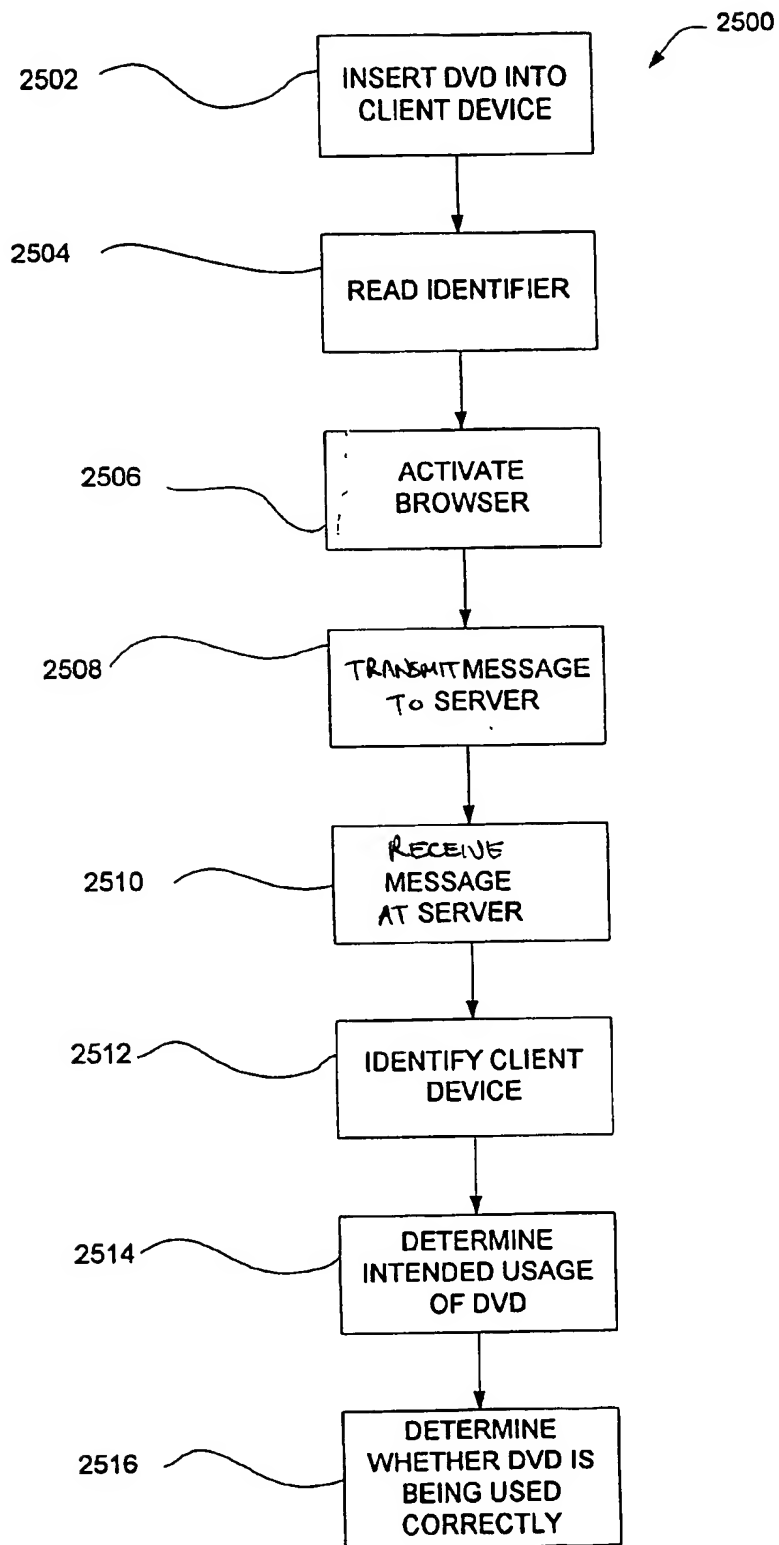 2500
2502
INSERT DVD INTO
CLIENT DEVICE
2504
READ IDENTIFIER
2506
ACTIVATE
BROWSER
2508
TRANSMIT MESSAGE
TO SERVER
2510
RECEIVE
MESSAGE
AT SERVER
2512
IDENTIFY CLIENT
DEVICE
2514
DETERMINE
INTENDED USAGE
OF DVD
2516
DETERMINE
WHETHER DVD IS
BEING USED
CORRECTLY